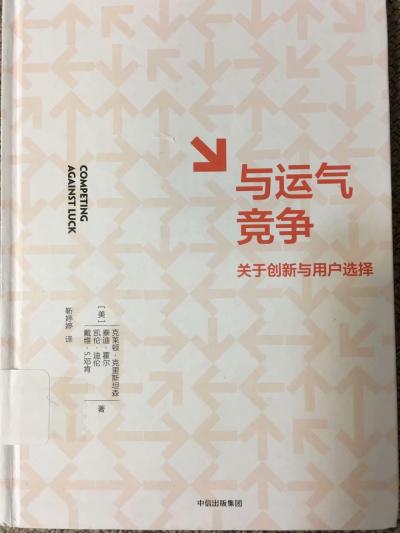 与运气
竞争
关于创新与用户选择
COMPETING
AGAINST LUCK
[美]
克莱顿·克里斯坦森
泰迪·霍尔
凯伦·迪伦
戴维·S.邓肯
著
靳婷婷 译
中信出版集团